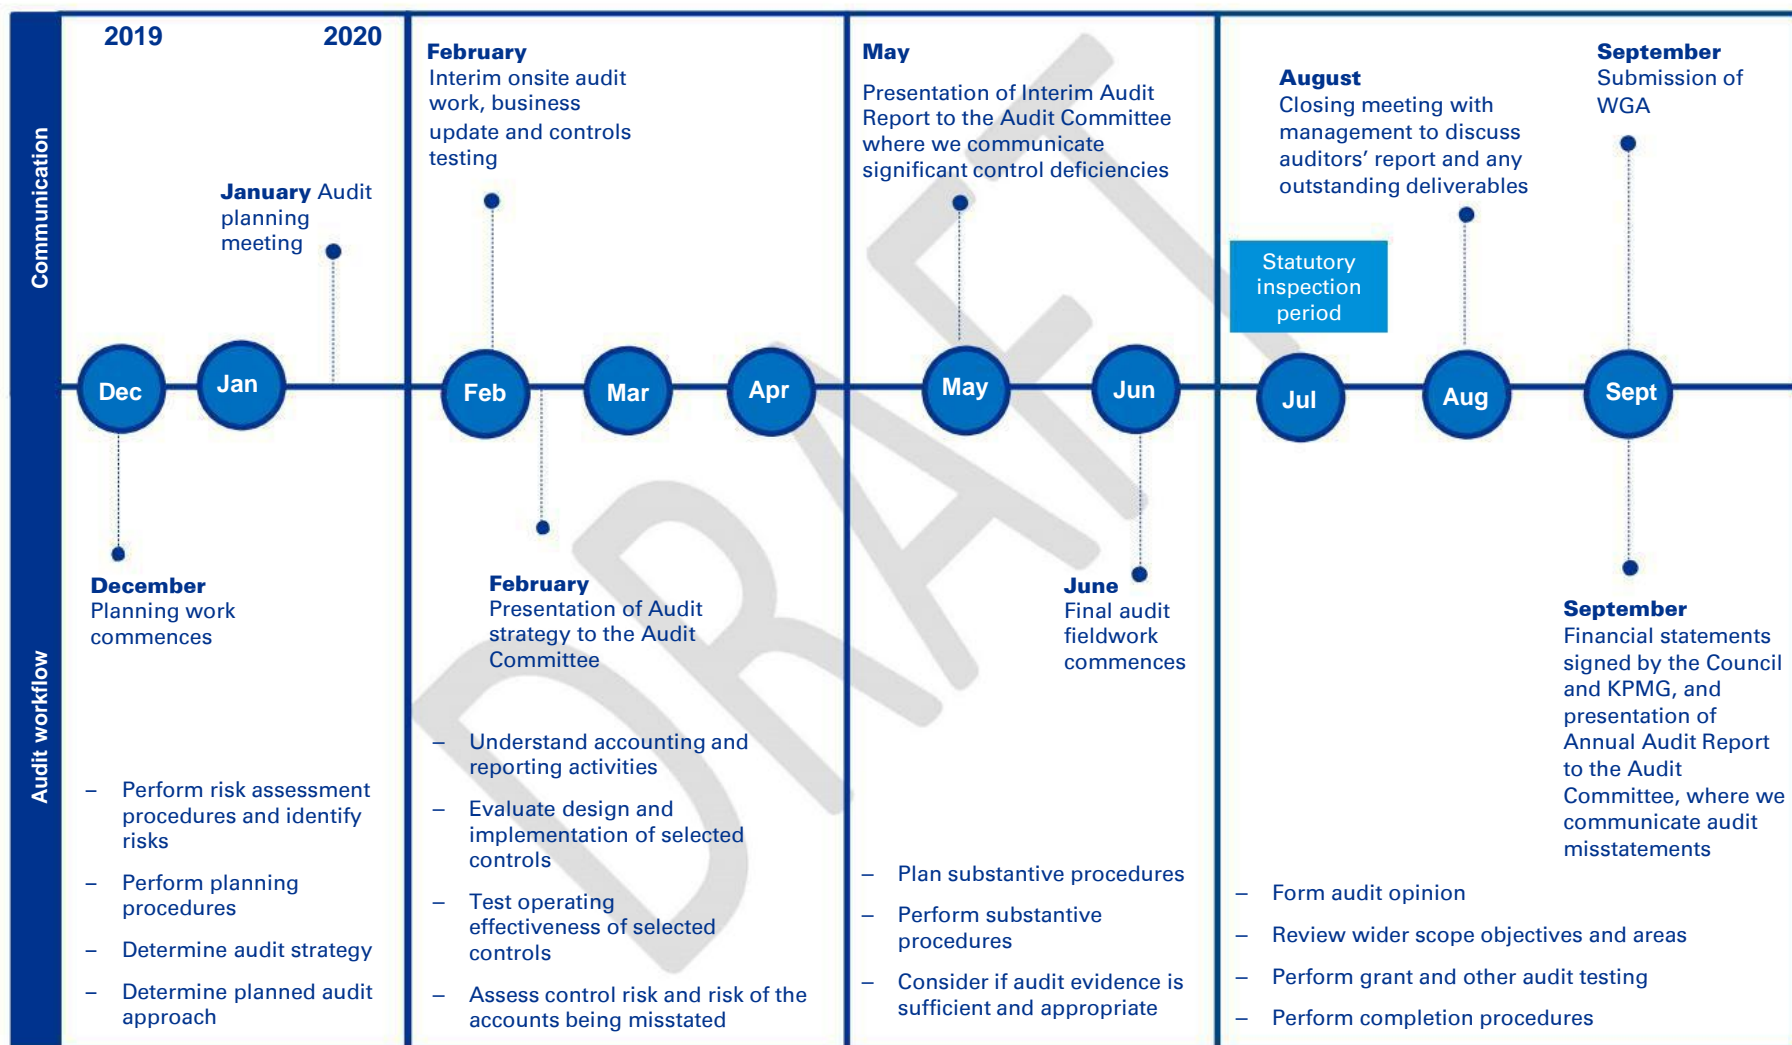 2019
2020
Communication
January Audit
planning
meeting
Dec
Jan
December
Planning work
commences
Audit workflow
– Perform risk assessment
procedures and identify
risks
– Perform planning
procedures
– Determine audit strategy
– Determine planned audit
approach
February
Interim onsite audit
work, business
update and controls
testing
Feb
Mar
Apr
February
Presentation of Audit
strategy to the Audit
Committee
– Understand accounting and
reporting activities
– Evaluate design and
implementation of selected
controls
– Test operating
effectiveness of selected
controls
– Assess control risk and risk of the
accounts being misstated
May
Presentation of Interim Audit
Report to the Audit Committee
where we communicate
significant control deficiencies
May
Jun
June
Final audit
fieldwork
commences
– Plan substantive procedures
– Perform substantive
procedures
– Consider if audit evidence is
sufficient and appropriate
August
Closing meeting with
management to discuss
auditors’ report and any
outstanding deliverables
September
Submission of
WGA
Statutory
inspection
period
Jul
Aug
Sept
September
Financial statements
signed by the Council
and KPMG, and
presentation of
Annual Audit Report
to the Audit
Committee, where we
communicate audit
misstatements
– Form audit opinion
– Review wider scope objectives and areas
– Perform grant and other audit testing
– Perform completion procedures
DRAFT